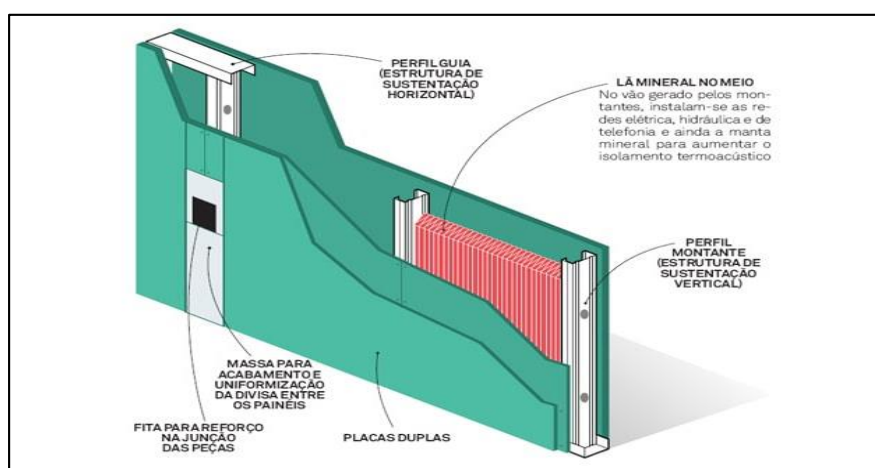 PERFIL GUIA
(ESTRUTURA DE
SUSTENTAÇÃO
HORIZONTAL)
LÃ MINERAL NO MEIO
No vão gerado pelos mon-
tantes, instalam-se as re-
des elétrica, hidráulica e de
telefonia e ainda a manta
mineral para aumentar o
isolamento termoacústico
PERFIL
MONTANTE
(ESTRUTURA DE
SUSTENTAÇÃO
VERTICAL)
MASSA PARA
ACABAMENTO E
UNIFORMIZAÇÃO
DA DIVISA ENTRE
OS PAINÉIS
FITA PARA REFORÇO
NA JUNÇÃO
DAS PEÇAS
PLACAS DUPLAS